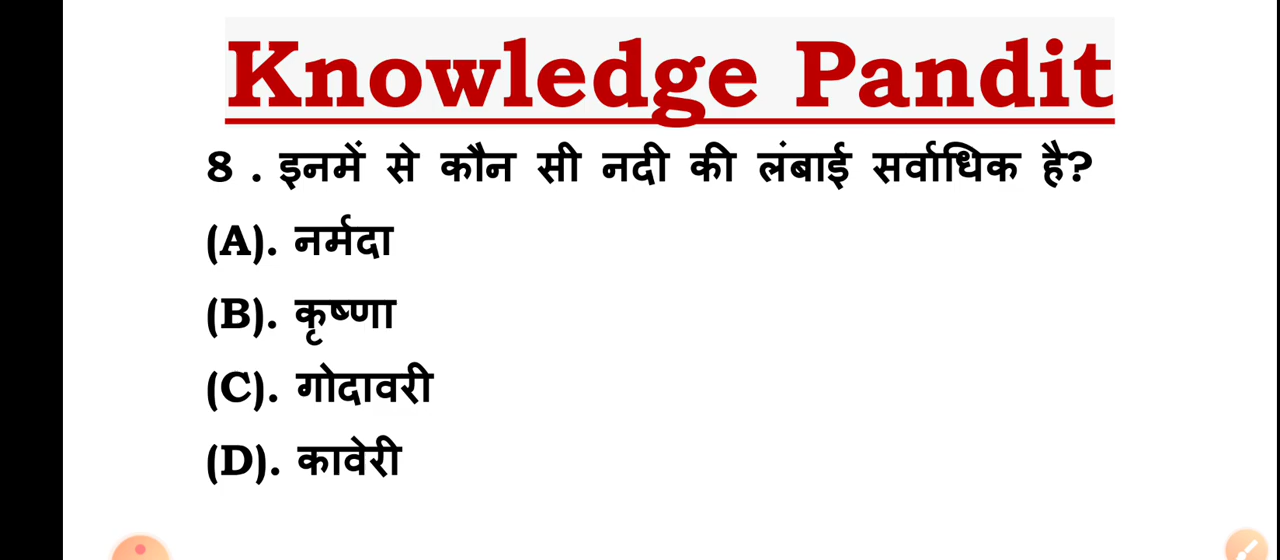 Knowledge Pandit
8 . इनमें से कौन सी नदी की लंबाई सर्वाधिक है?
(A). नर्मदा
(B). कृष्णा
(C). गोदावरी
(D). कावेरी